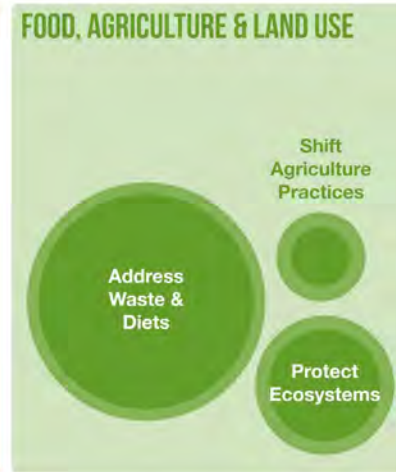 FOOD, AGRICULTURE & LAND USE
Shift
Agriculture
Practices
Address
Waste &
Diets
Protect
Ecosystems